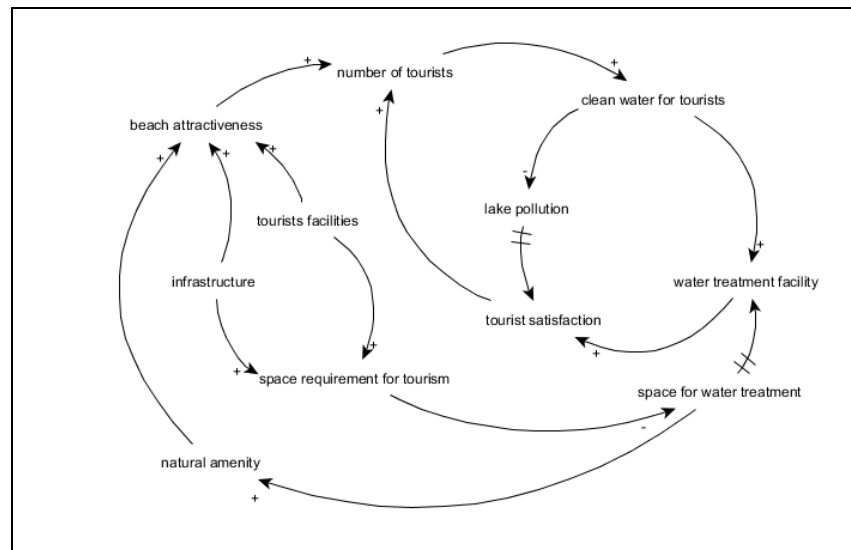 number of tourists
clean water for tourists
beach attractiveness
lake pollution
tourists facilities
infrastructure
water treatment facility
tourist satisfaction
space requirement for tourism
space for water treatment
natural amenity
+
+
+
+
+
+
-
+
+
+
+
-
+